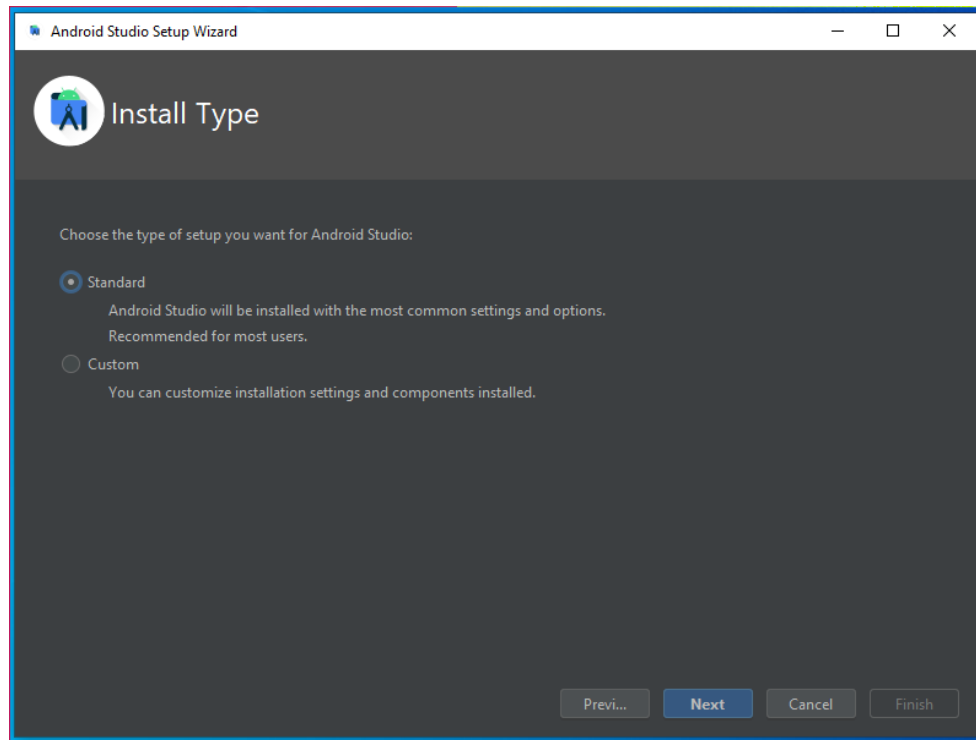 Android Studio Setup Wizard
Install Type
Choose the type of setup you want for Android Studio:
Standard
Android Studio will be installed with the most common settings and options.
Recommended for most users.
Custom
You can customize installation settings and components installed.
Previ... Next Cancel Finish